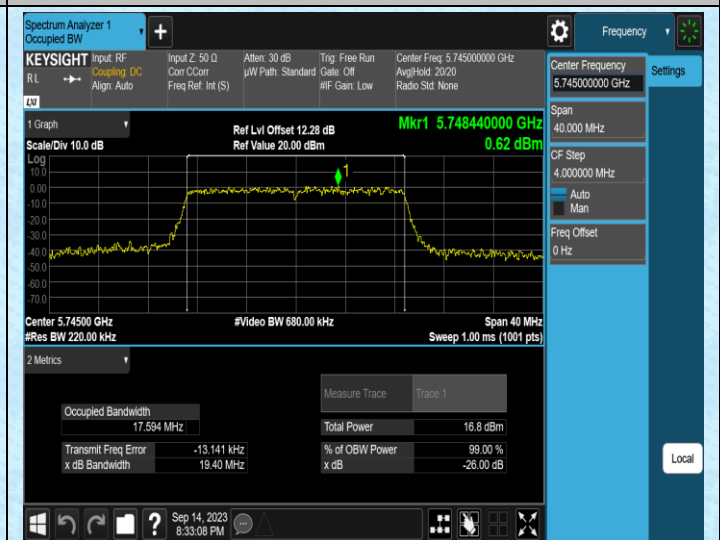 Spectrum Analyzer 1
Occupied BW
+
Frequency
KEYSIGHT
RL
Input: RF
Coupling: DC
Align: Auto
Input Z: 50 Ω
Corr CCorr
Freq Ref: Int (S)
Atten: 30 dB
µW Path: Standard
Trig: Free Run
Gate: Off
#IF Gain: Low
Center Freq: 5.745000000 GHz
Avg|Hold: 20/20
Radio Std: None
LXI
1 Graph
Scale/Div 10.0 dB
Ref Lvl Offset 12.28 dB
Ref Value 20.00 dBm
Mkr1 5.748440000 GHz
0.62 dBm
Log
10.0
0.00
-10.0
-20.0
-30.0
-40.0
-50.0
-60.0
-70.0
1
Center 5.74500 GHz
#Res BW 220.00 kHz
#Video BW 680.00 kHz
Span 40 MHz
Sweep 1.00 ms (1001 pts)
2 Metrics
Measure Trace Trace 1
Occupied Bandwidth
17.594 MHz
Total Power 16.8 dBm
Transmit Freq Error -13.141 kHz
% of OBW Power 99.00 %
x dB Bandwidth 19.40 MHz
x dB -26.00 dB
Center Frequency
5.745000000 GHz
Settings
Span
40.000 MHz
CF Step
4.000000 MHz
Auto
Man
Freq Offset
0 Hz
Local
?
Sep 14, 2023
8:33:08 PM